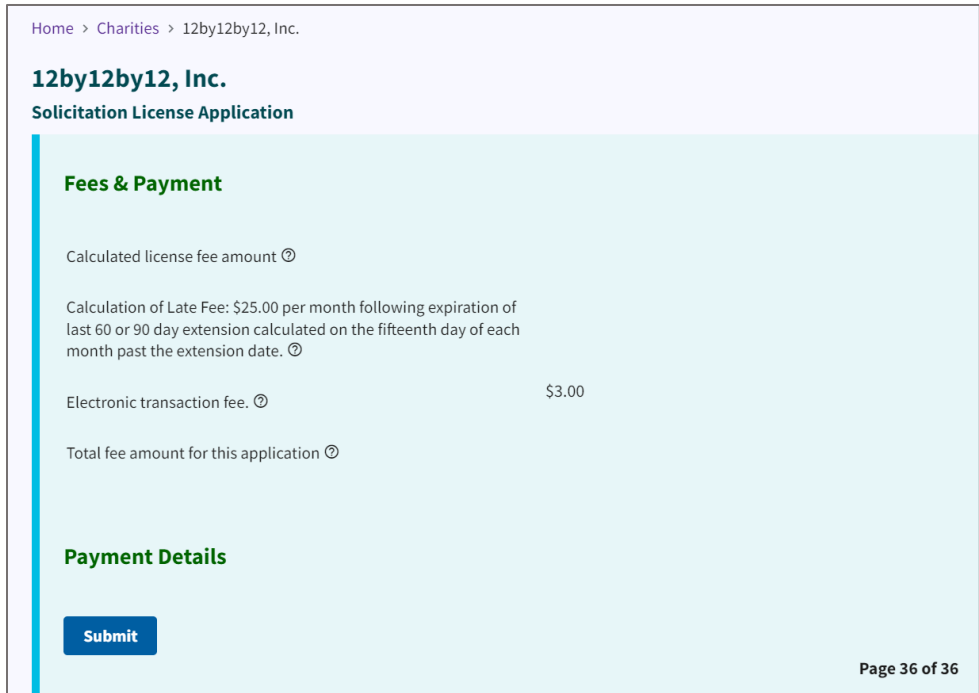 Home > Charities > 12by12by12, Inc.
12by12by12, Inc.
Solicitation License Application
Fees & Payment
Calculated license fee amount
Calculation of Late Fee: $25.00 per month following expiration of
last 60 or 90 day extension calculated on the fifteenth day of each
month past the extension date.
Electronic transaction fee. $3.00
Total fee amount for this application
Payment Details
Submit
Page 36 of 36